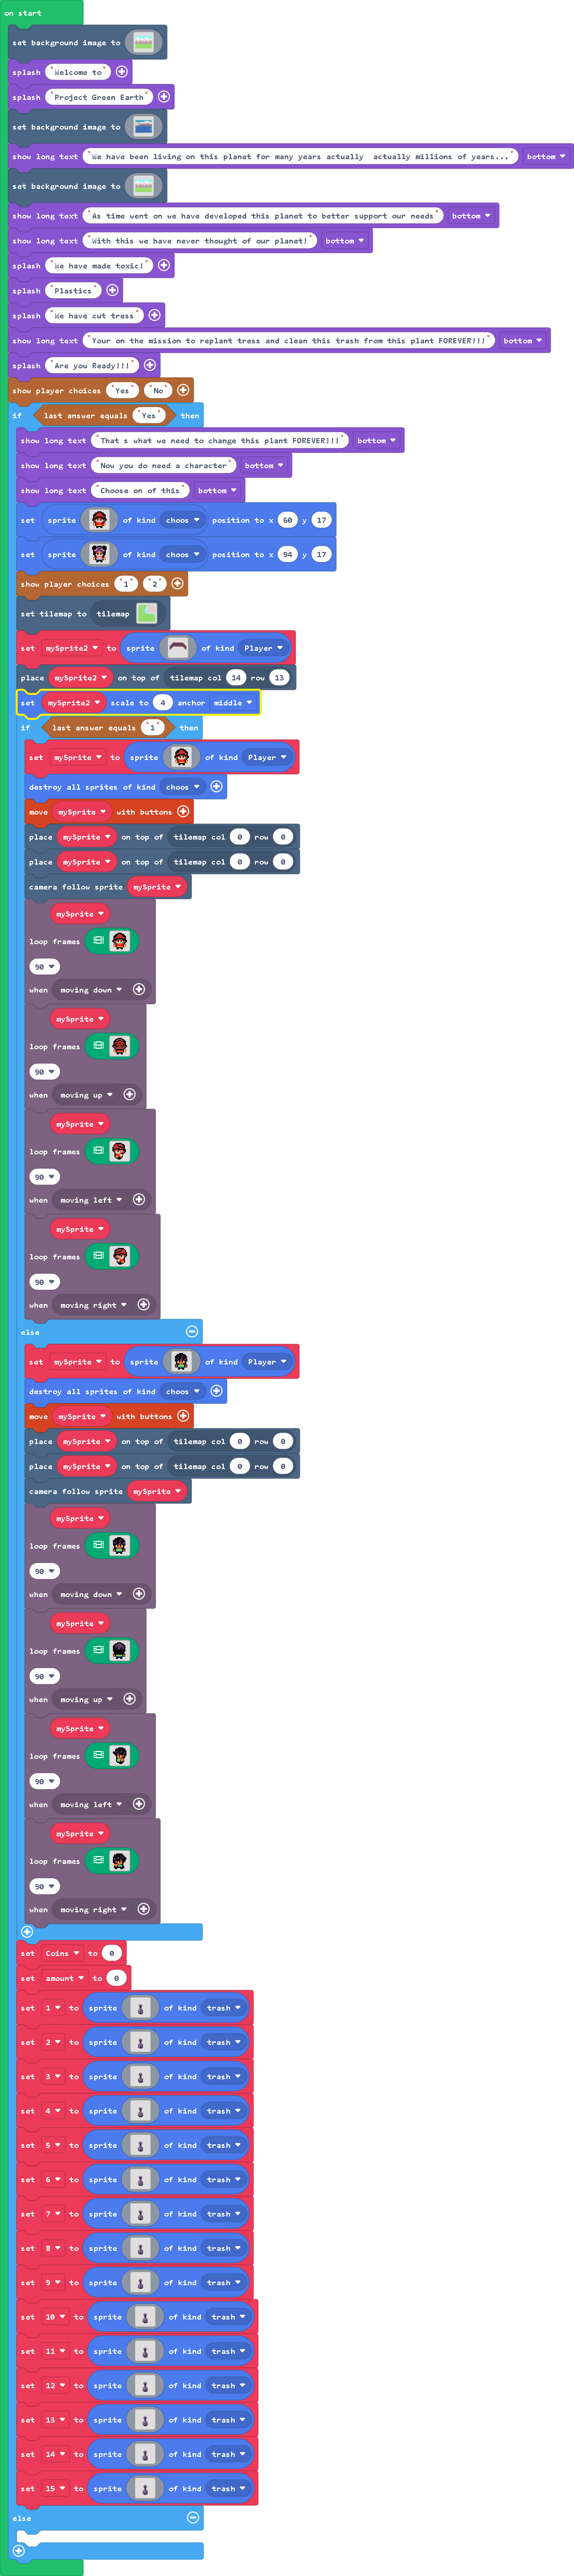 on start
set background image to
splash "Welcome to"
splash "Project Green Earth"
set background image to
show long text "We have been living on this planet for many years actually  actually millions of years..." bottom
set background image to
show long text "As time went on we have developed this planet to better support our needs" bottom
show long text "With this we have never thought of our planet!" bottom
splash "We have made toxic!"
splash "Plastics"
splash "We have cut tress"
show long text "Your on the mission to replant tress and clean this trash from this plant FOREVER!!!" bottom
splash "Are you Ready!!!"
show player choices "Yes" "No"
if last answer equals "Yes" then
show long text "That s what we need to change this plant FOREVER!!!" bottom
show long text "Now you do need a character" bottom
show long text "Choose on of this" bottom
set sprite of kind choos position to x 60 y 17
set sprite of kind choos position to x 94 y 17
show player choices "1" "2"
set tilemap to tilemap
set mySprite2 to sprite of kind Player
place mySprite2 on top of tilemap col 14 row 13
set mySprite2 scale to 4 anchor middle
if last answer equals "1" then
set mySprite to sprite of kind Player
destroy all sprites of kind choos
move mySprite with buttons
place mySprite on top of tilemap col 0 row 0
place mySprite on top of tilemap col 0 row 0
camera follow sprite mySprite
mySprite
loop frames
90
when moving down
mySprite
loop frames
90
when moving up
mySprite
loop frames
90
when moving left
mySprite
loop frames
90
when moving right
else
set mySprite to sprite of kind Player
destroy all sprites of kind choos
move mySprite with buttons
place mySprite on top of tilemap col 0 row 0
place mySprite on top of tilemap col 0 row 0
camera follow sprite mySprite
mySprite
loop frames
90
when moving down
mySprite
loop frames
90
when moving up
mySprite
loop frames
90
when moving left
mySprite
loop frames
90
when moving right
set Coins to 0
set amount to 0
set 1 to sprite of kind trash
set 2 to sprite of kind trash
set 3 to sprite of kind trash
set 4 to sprite of kind trash
set 5 to sprite of kind trash
set 6 to sprite of kind trash
set 7 to sprite of kind trash
set 8 to sprite of kind trash
set 9 to sprite of kind trash
set 10 to sprite of kind trash
set 11 to sprite of kind trash
set 12 to sprite of kind trash
set 13 to sprite of kind trash
set 14 to sprite of kind trash
set 15 to sprite of kind trash
else